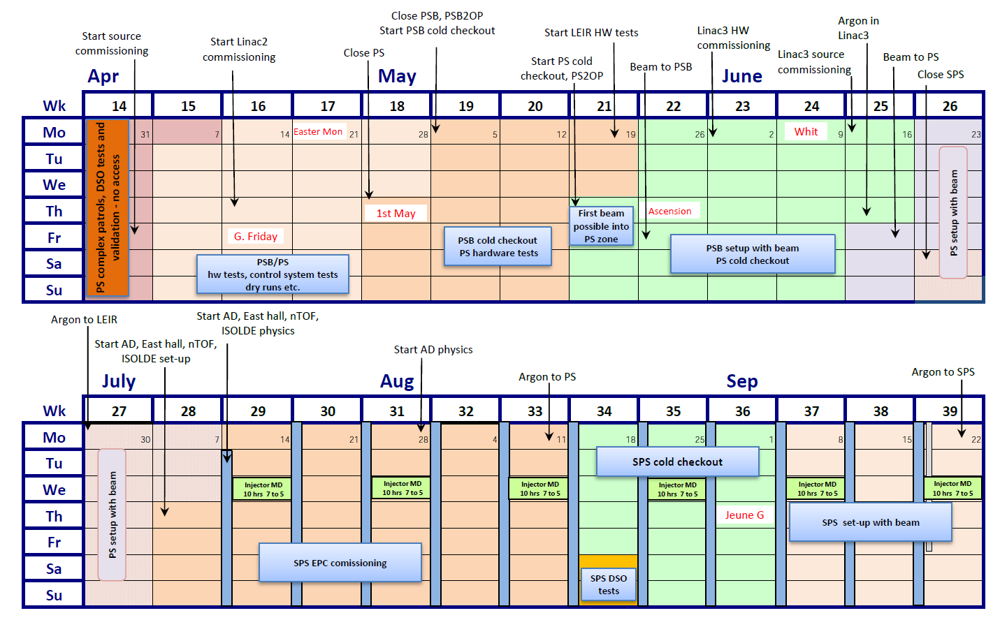 Close PSB, PSB2OP
Start PSB cold checkout
Start source
commissioning
Start Linac2
commissioning
Close PS
Start LEIR HW tests
Start PS cold
checkout, PS2OP
Beam to PSB
Linac3 HW
commissioning
Linac3 source
commissioning
Argon in
Linac3
Beam to PS
Close SPS
Apr May June
Wk 14 15 16 17 18 19 20 21 22 23 24 25 26
Mo 31 7 14 Easter Mon 21 28 5 12 19 26 2 Whit 9 16 23
Tu
We
Th 1st May Ascension
Fr G. Friday
Sa
Su
PS complex patrols, DSO tests and
validation - no access
PSB/PS
hw tests, control system tests
dry runs etc.
PSB cold checkout
PS hardware tests
First beam
possible into
PS zone
PSB setup with beam
PS cold checkout
PS setup with beam
Argon to LEIR
Start AD, East hall, nTOF,
ISOLDE set-up
Start AD, East hall, nTOF,
ISOLDE physics
Start AD physics
Argon to PS
Argon to SPS
July Aug Sep
Wk 27 28 29 30 31 32 33 34 35 36 37 38 39
Mo 30 7 14 21 28 4 11 18 25 1 8 15 22
Tu
We
Th Jeune G
Fr
Sa
Su
PS setup with beam
Injector MD
10 hrs 7 to 5
Injector MD
10 hrs 7 to 5
Injector MD
10 hrs 7 to 5
Injector MD
10 hrs 7 to 5
Injector MD
10 hrs 7 to 5
Injector MD
10 hrs 7 to 5
SPS cold checkout
SPS set-up with beam
SPS EPC comissioning
SPS DSO
tests